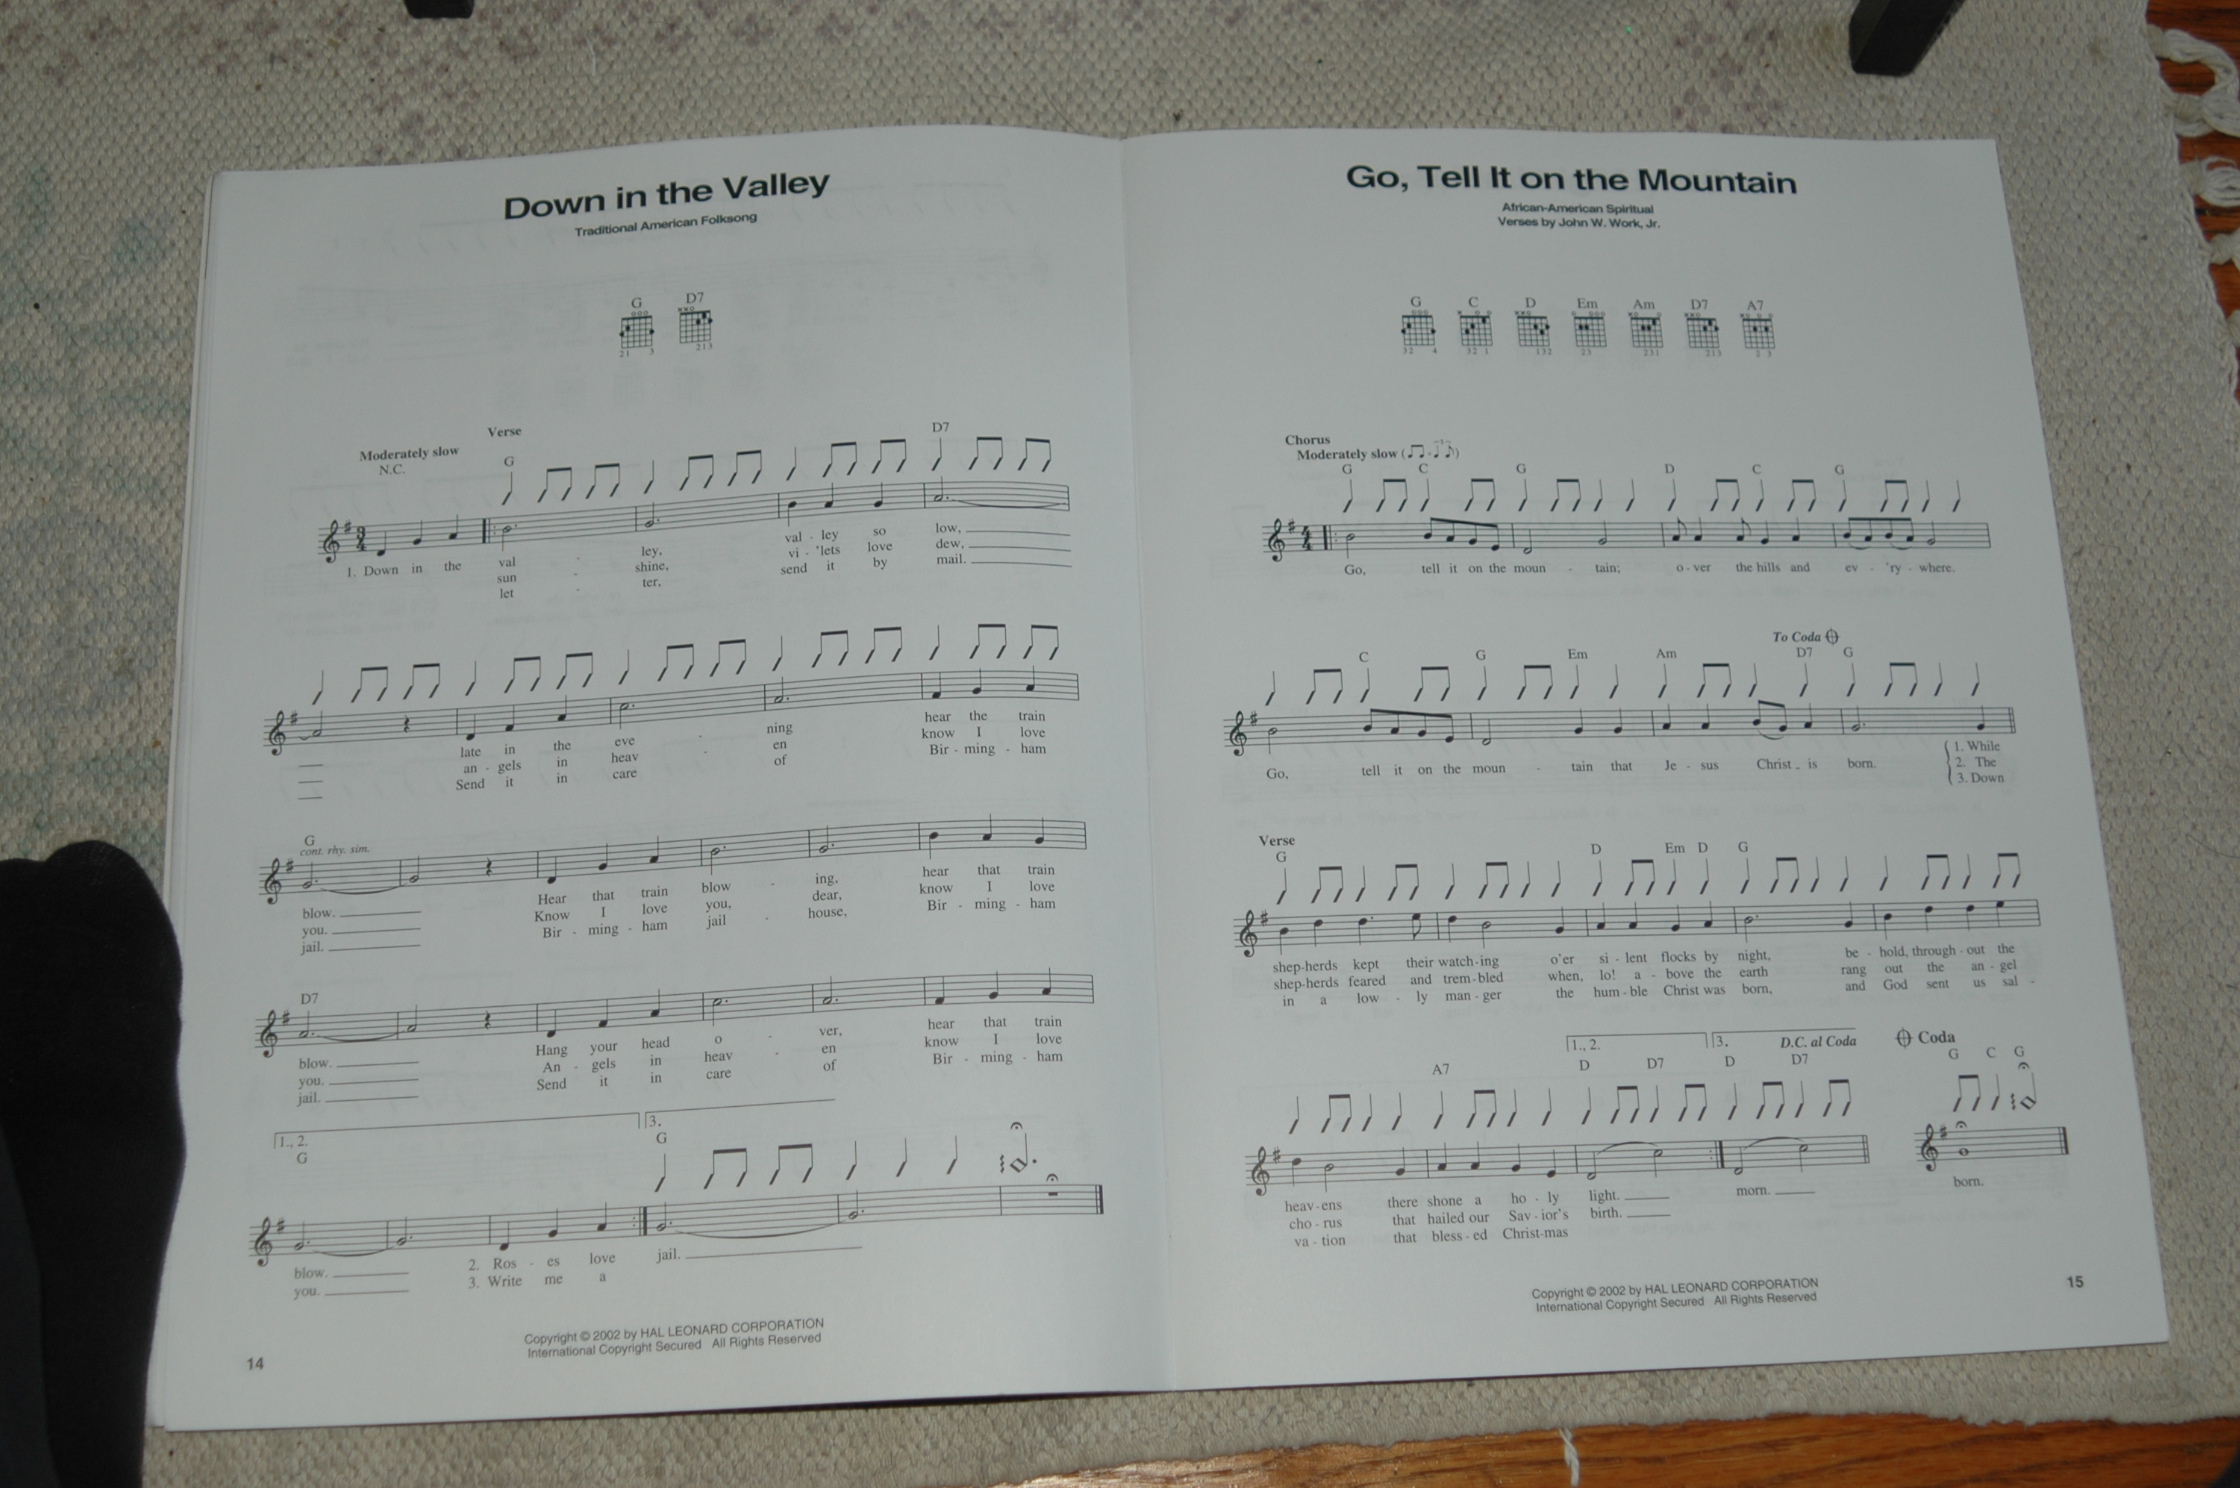 Down in the Valley
Traditional American Folksong
G D7
21 3 213
Verse
Moderately slow
N.C. G D7
1. Down in the val - ley, val - ley so low,
sun - shine, vi - 'lets love dew,
let - ter, send it by mail.
late in the eve - ning hear the train
an - gels in heav - en know I love
Send it in care of Bir - ming - ham
G
cont. rhy. sim.
blow. Hear that train blow - ing, hear that train
you. Know I love you, dear, know I love
jail. Bir - ming - ham jail - house, Bir - ming - ham
D7
blow. Hang your head o - ver, hear that train
you. An - gels in heav - en know I love
jail. Send it in care of Bir - ming - ham
1., 2. 3.
G G
blow. 2. Ros - es love jail.
you. 3. Write me a
Copyright © 2002 by HAL LEONARD CORPORATION
International Copyright Secured All Rights Reserved
14
Go, Tell It on the Mountain
African-American Spiritual
Verses by John W. Work, Jr.
G C D Em Am D7 A7
32 4 32 1 132 23 231 213 2 3
Chorus
Moderately slow
G C G D C G
Go, tell it on the moun - tain; o - ver the hills and ev - 'ry - where.
To Coda
C G Em Am D7 G
Go, tell it on the moun - tain that Je - sus Christ is born. 1. While
2. The
3. Down
Verse
G D Em D G
shep-herds kept their watch-ing o'er si - lent flocks by night, be - hold, through - out the
shep-herds feared and trem-bled when, lo! a - bove the earth rang out the an - gel
in a low - ly man - ger the hum - ble Christ was born, and God sent us sal -
1., 2. 3. D.C. al Coda Coda
A7 D D7 D D7 G C G
heav - ens there shone a ho - ly light. morn. born.
cho - rus that hailed our Sav - ior's birth.
va - tion that bless - ed Christ-mas
Copyright © 2002 by HAL LEONARD CORPORATION
International Copyright Secured All Rights Reserved
15